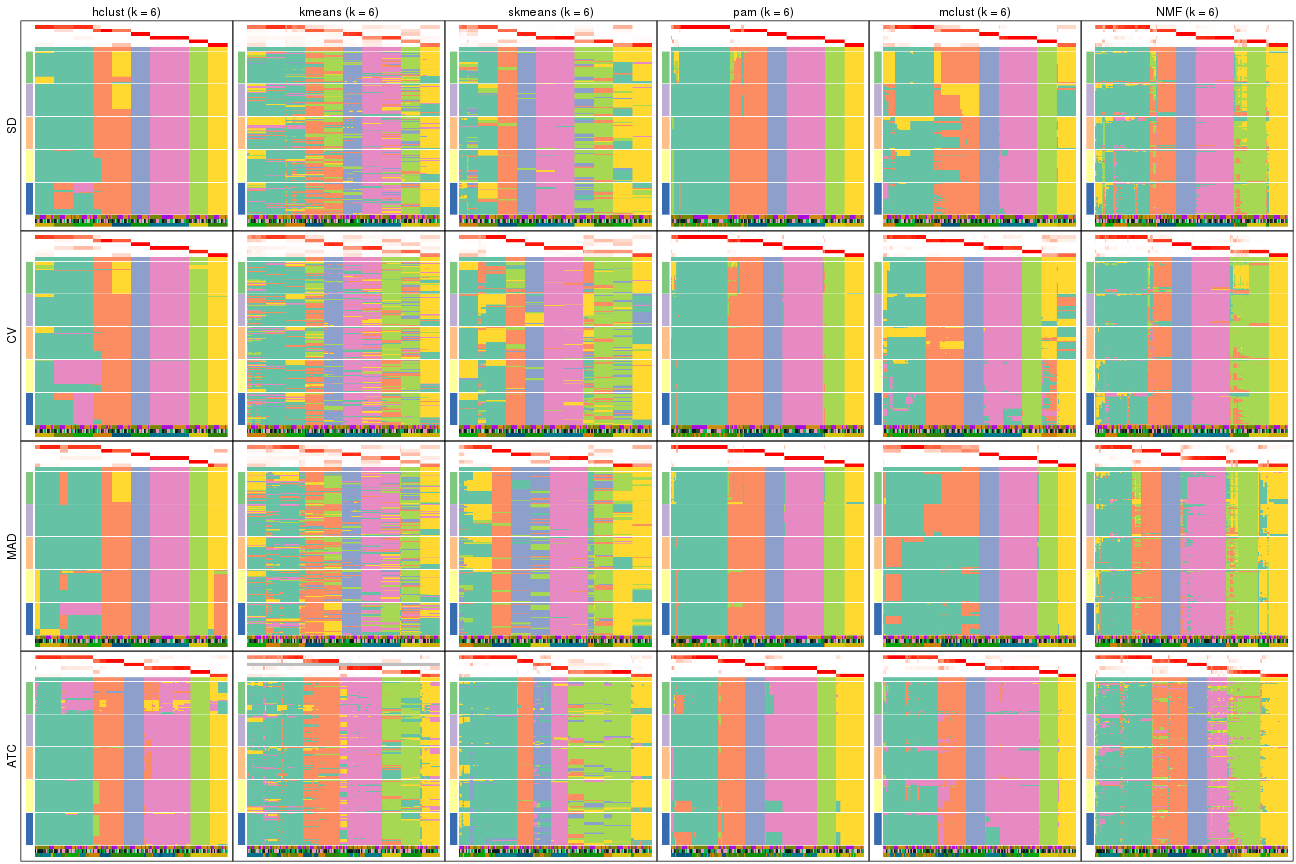 hclust (k = 6)
kmeans (k = 6)
skmeans (k = 6)
pam (k = 6)
mclust (k = 6)
NMF (k = 6)
SD
CV
MAD
ATC